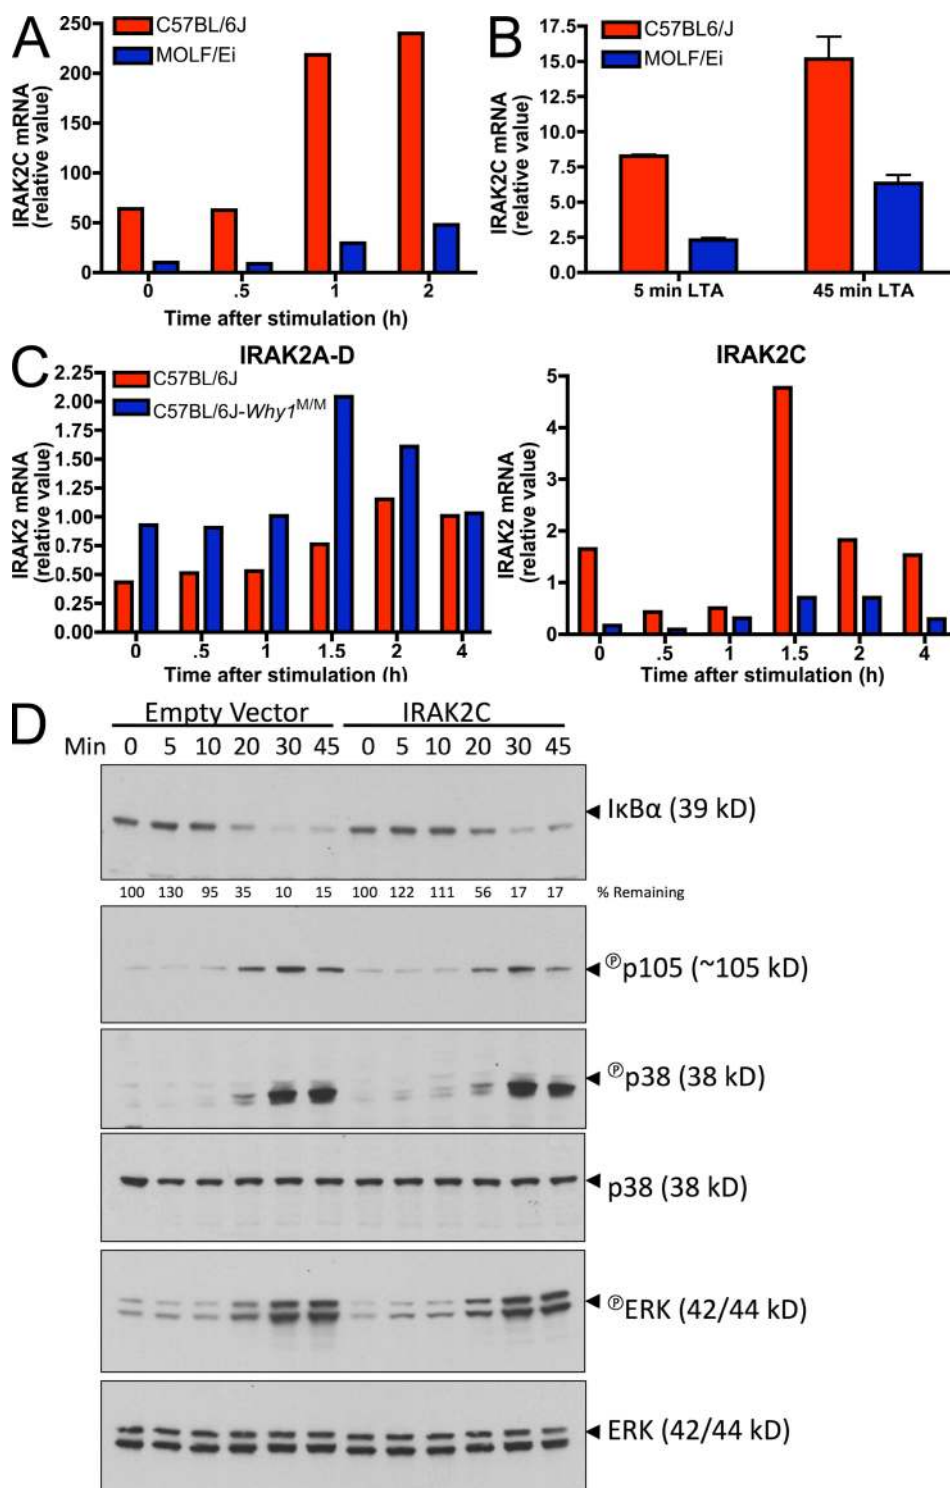 A
C57BL/6J
MOLF/Ei
IRAK2C mRNA
(relative value)
250
200
150
100
50
0
0 .5 1 2
Time after stimulation (h)
B
C57BL6/J
MOLF/Ei
IRAK2C mRNA
(relative value)
17.5
15.0
12.5
10.0
7.5
5.0
2.5
0.0
5 min LTA 45 min LTA
C
IRAK2A-D
C57BL/6J
C57BL/6J-Why1M/M
IRAK2 mRNA
(relative value)
2.25
2.00
1.75
1.50
1.25
1.00
0.75
0.50
0.25
0.00
0 .5 1 1.5 2 4
Time after stimulation (h)
IRAK2C
IRAK2 mRNA
(relative value)
5
4
3
2
1
0
0 .5 1 1.5 2 4
Time after stimulation (h)
D
Empty Vector IRAK2C
Min 0 5 10 20 30 45 0 5 10 20 30 45
IκBα (39 kD)
100 130 95 35 10 15 100 122 111 56 17 17 % Remaining
Ⓟp105 (~105 kD)
Ⓟp38 (38 kD)
p38 (38 kD)
ⓅERK (42/44 kD)
ERK (42/44 kD)